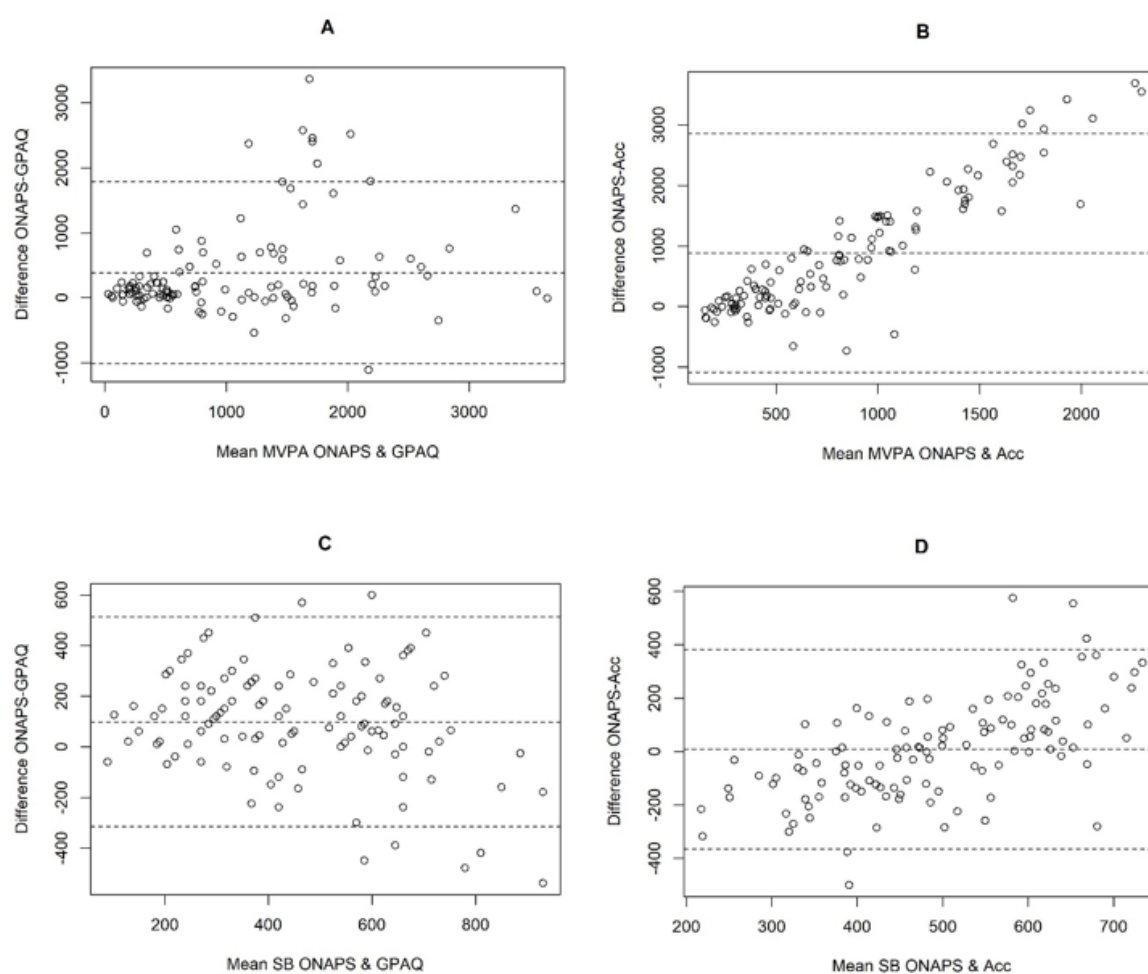 A
Difference ONAPS-GPAQ
3000
2000
1000
0
-1000
0 1000 2000 3000
Mean MVPA ONAPS & GPAQ
B
Difference ONAPS-Acc
3000
2000
1000
0
-1000
500 1000 1500 2000
Mean MVPA ONAPS & Acc
C
Difference ONAPS-GPAQ
600
400
200
0
-200
-400
200 400 600 800
Mean SB ONAPS & GPAQ
D
Difference ONAPS-Acc
600
400
200
0
-200
-400
200 300 400 500 600 700
Mean SB ONAPS & Acc